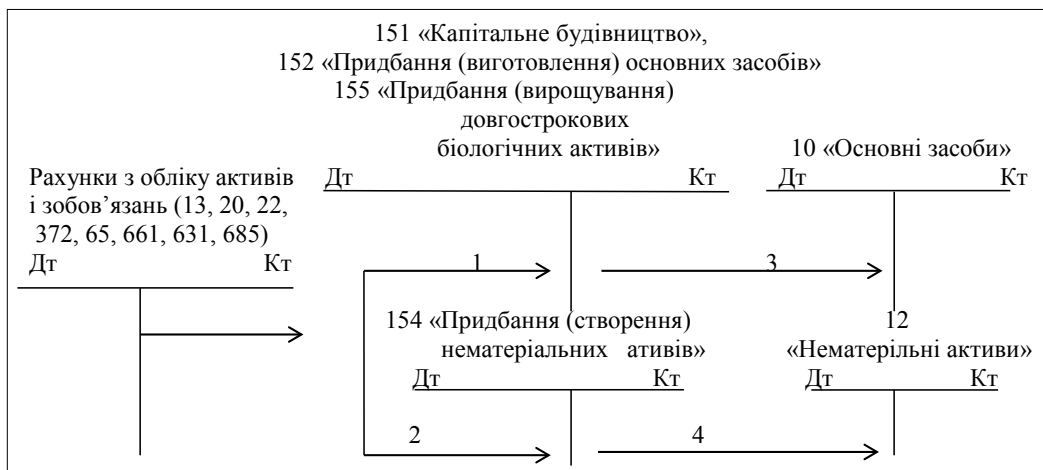 151 «Капітальне будівництво»,
152 «Придбання (виготовлення) основних засобів»
155 «Придбання (вирощування)
довгострокових
біологічних активів»
10 «Основні засоби»
Дт Кт
Дт Кт
Рахунки з обліку активів
і зобов’язань (13, 20, 22,
372, 65, 661, 631, 685)
Дт Кт
1
3
154 «Придбання (створення)
нематеріальних ативів»
Дт Кт
12
«Нематерільні активи»
Дт Кт
2
4